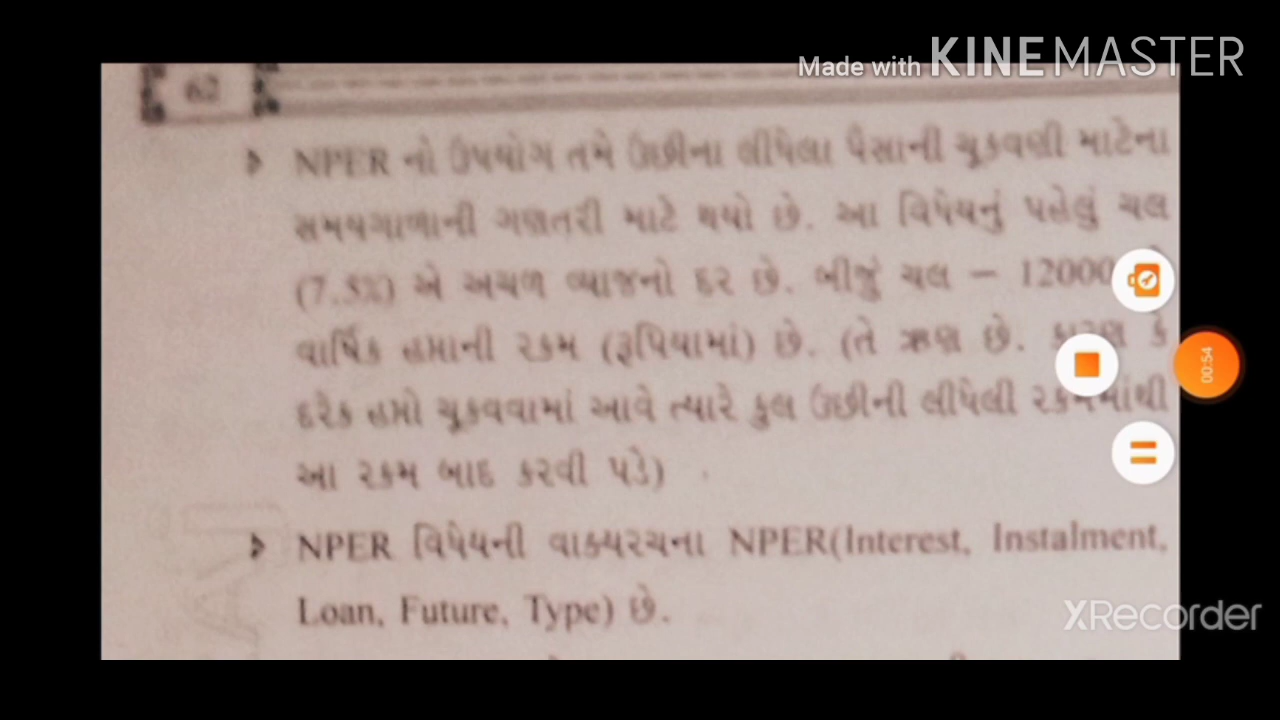 Made with KINEMASTER
62
NPER નો ઉપયોગ તમે ઉછીના લીધેલા પૈસાની ચૂકવણી માટેના
સમયગાળાની ગણતરી માટે થયો છે. આ વિધેયનું પહેલું ચલ
(7.5%) એ અચળ વ્યાજનો દર છે. બીજું ચલ – 12000
વાર્ષિક હપ્તાની રકમ (રૂપિયામાં) છે. (તે ઋણ છે. કારણ કે
00:54
દરેક હપ્તો ચૂકવવામાં આવે ત્યારે કુલ ઉછીની લીધેલી રકમમાંથી
આ રકમ બાદ કરવી પડે)
NPER વિધેયની વાક્યરચના NPER(Interest, Instalment,
Loan, Future, Type) છે.
XRecorder